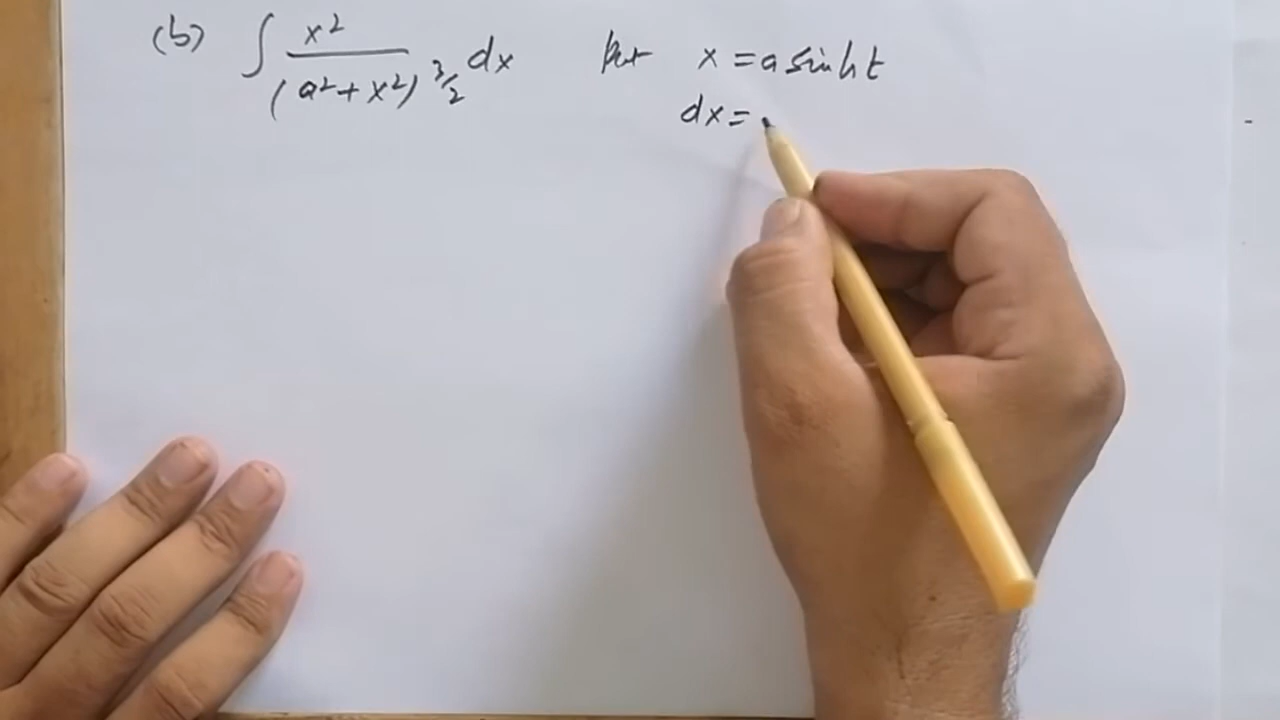 (b) ∫ x² / (a² + x²)^3/2 dx Put x = a sinh t
dx =